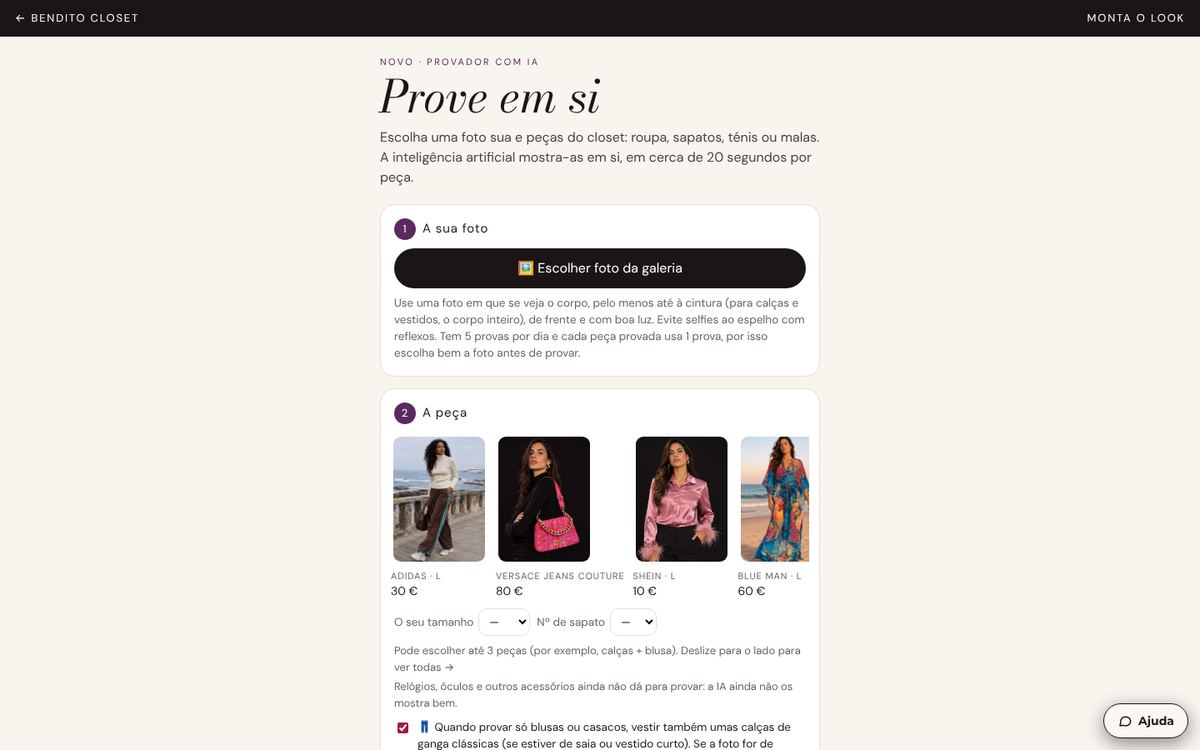 ← BENDITO CLOSET
MONTA O LOOK
NOVO · PROVADOR COM IA
Prove em si
Escolha uma foto sua e peças do closet: roupa, sapatos, ténis ou malas.
A inteligência artificial mostra-as em si, em cerca de 20 segundos por
peça.
1 A sua foto
🖼️ Escolher foto da galeria
Use uma foto em que se veja o corpo, pelo menos até à cintura (para calças e
vestidos, o corpo inteiro), de frente e com boa luz. Evite selfies ao espelho com
reflexos. Tem 5 provas por dia e cada peça provada usa 1 prova, por isso
escolha bem a foto antes de provar.
2 A peça
ADIDAS · L
30 €
VERSACE JEANS COUTURE
80 €
SHEIN · L
10 €
BLUE MAN · L
60 €
O seu tamanho — Nº de sapato —
Pode escolher até 3 peças (por exemplo, calças + blusa). Deslize para o lado para
ver todas →
Relógios, óculos e outros acessórios ainda não dá para provar: a IA ainda não os
mostra bem.
👖 Quando provar só blusas ou casacos, vestir também umas calças de
ganga clássicas (se estiver de saia ou vestido curto). Se a foto for de
Ajuda